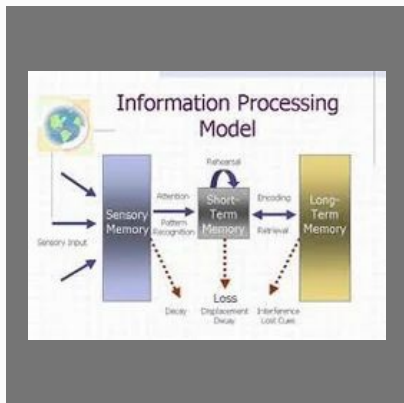 Information Processing
Model
Rehearsal
Attention
Pattern
Recognition
Sensory
Memory
Short-
Term
Memory
Encoding
Retrieval
Long-
Term
Memory
Sensory Input
Decay
Loss
Displacement
Decay
Interference
Lost Cues